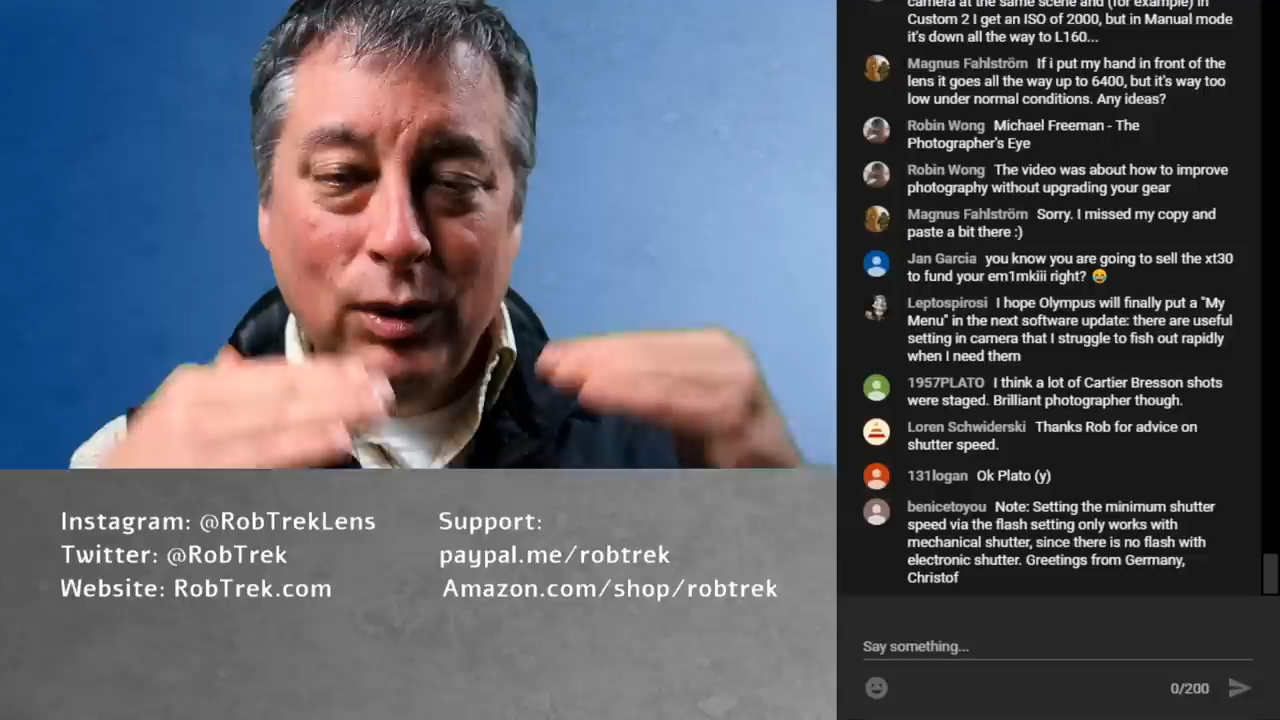 Instagram: @RobTrekLens
Twitter: @RobTrek
Website: RobTrek.com
Support:
paypal.me/robtrek
Amazon.com/shop/robtrek
camera at the same scene and (for example) in
Custom 2 I get an ISO of 2000, but in Manual mode
it's down all the way to L160...
Magnus Fahlström If i put my hand in front of the
lens it goes all the way up to 6400, but it's way too
low under normal conditions. Any ideas?
Robin Wong Michael Freeman - The
Photographer's Eye
Robin Wong The video was about how to improve
photography without upgrading your gear
Magnus Fahlström Sorry. I missed my copy and
paste a bit there :)
Jan Garcia you know you are going to sell the xt30
to fund your em1mkiii right? 😂
Leptospirosi I hope Olympus will finally put a "My
Menu" in the next software update: there are useful
setting in camera that I struggle to fish out rapidly
when I need them
1957PLATO I think a lot of Cartier Bresson shots
were staged. Brilliant photographer though.
Loren Schwiderski Thanks Rob for advice on
shutter speed.
131logan Ok Plato (y)
benicetoyou Note: Setting the minimum shutter
speed via the flash setting only works with
mechanical shutter, since there is no flash with
electronic shutter. Greetings from Germany,
Christof
Say something...
0/200